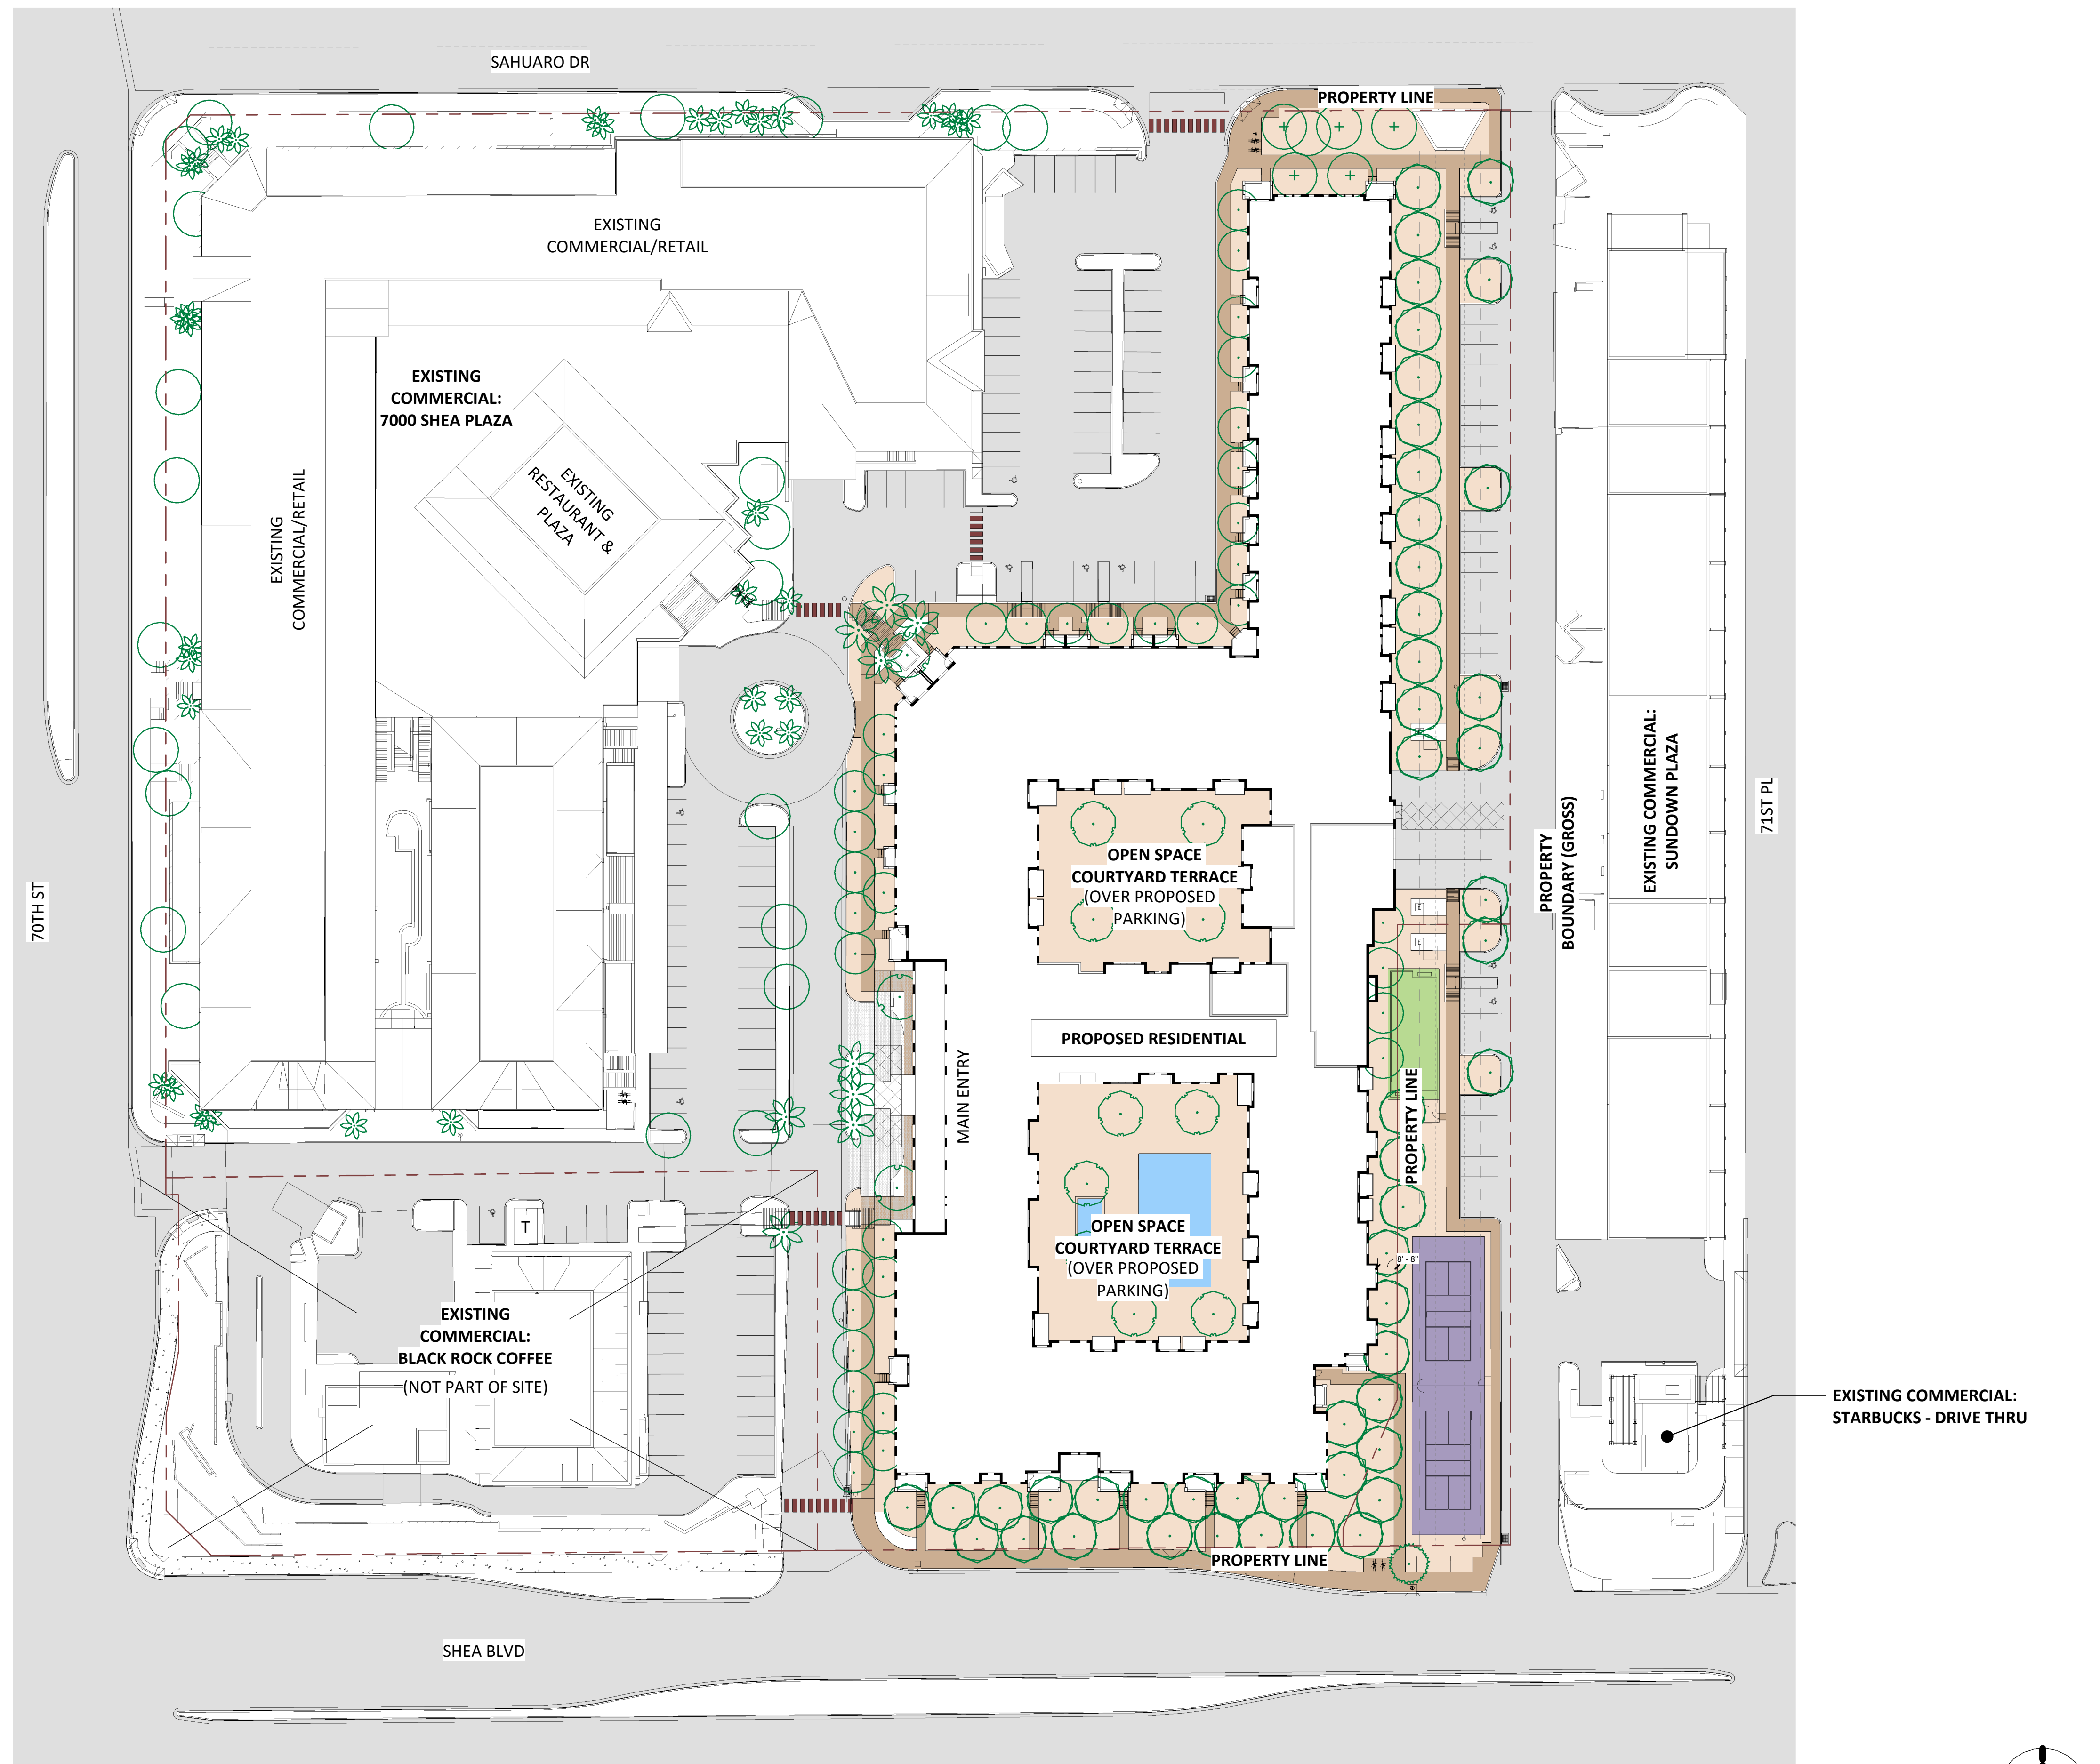 SAHUARO DR
PROPERTY LINE
EXISTING
COMMERCIAL/RETAIL
EXISTING
COMMERCIAL:
7000 SHEA PLAZA
EXISTING
RESTAURANT &
PLAZA
EXISTING
COMMERCIAL/RETAIL
70TH ST
OPEN SPACE
COURTYARD TERRACE
(OVER PROPOSED
PARKING)
PROPERTY
BOUNDARY (GROSS)
EXISTING COMMERCIAL:
SUNDOWN PLAZA
71ST PL
PROPOSED RESIDENTIAL
MAIN ENTRY
PROPERTY LINE
OPEN SPACE
COURTYARD TERRACE
(OVER PROPOSED
PARKING)
8' - 8"
T
EXISTING
COMMERCIAL:
BLACK ROCK COFFEE
(NOT PART OF SITE)
EXISTING COMMERCIAL:
STARBUCKS - DRIVE THRU
PROPERTY LINE
SHEA BLVD